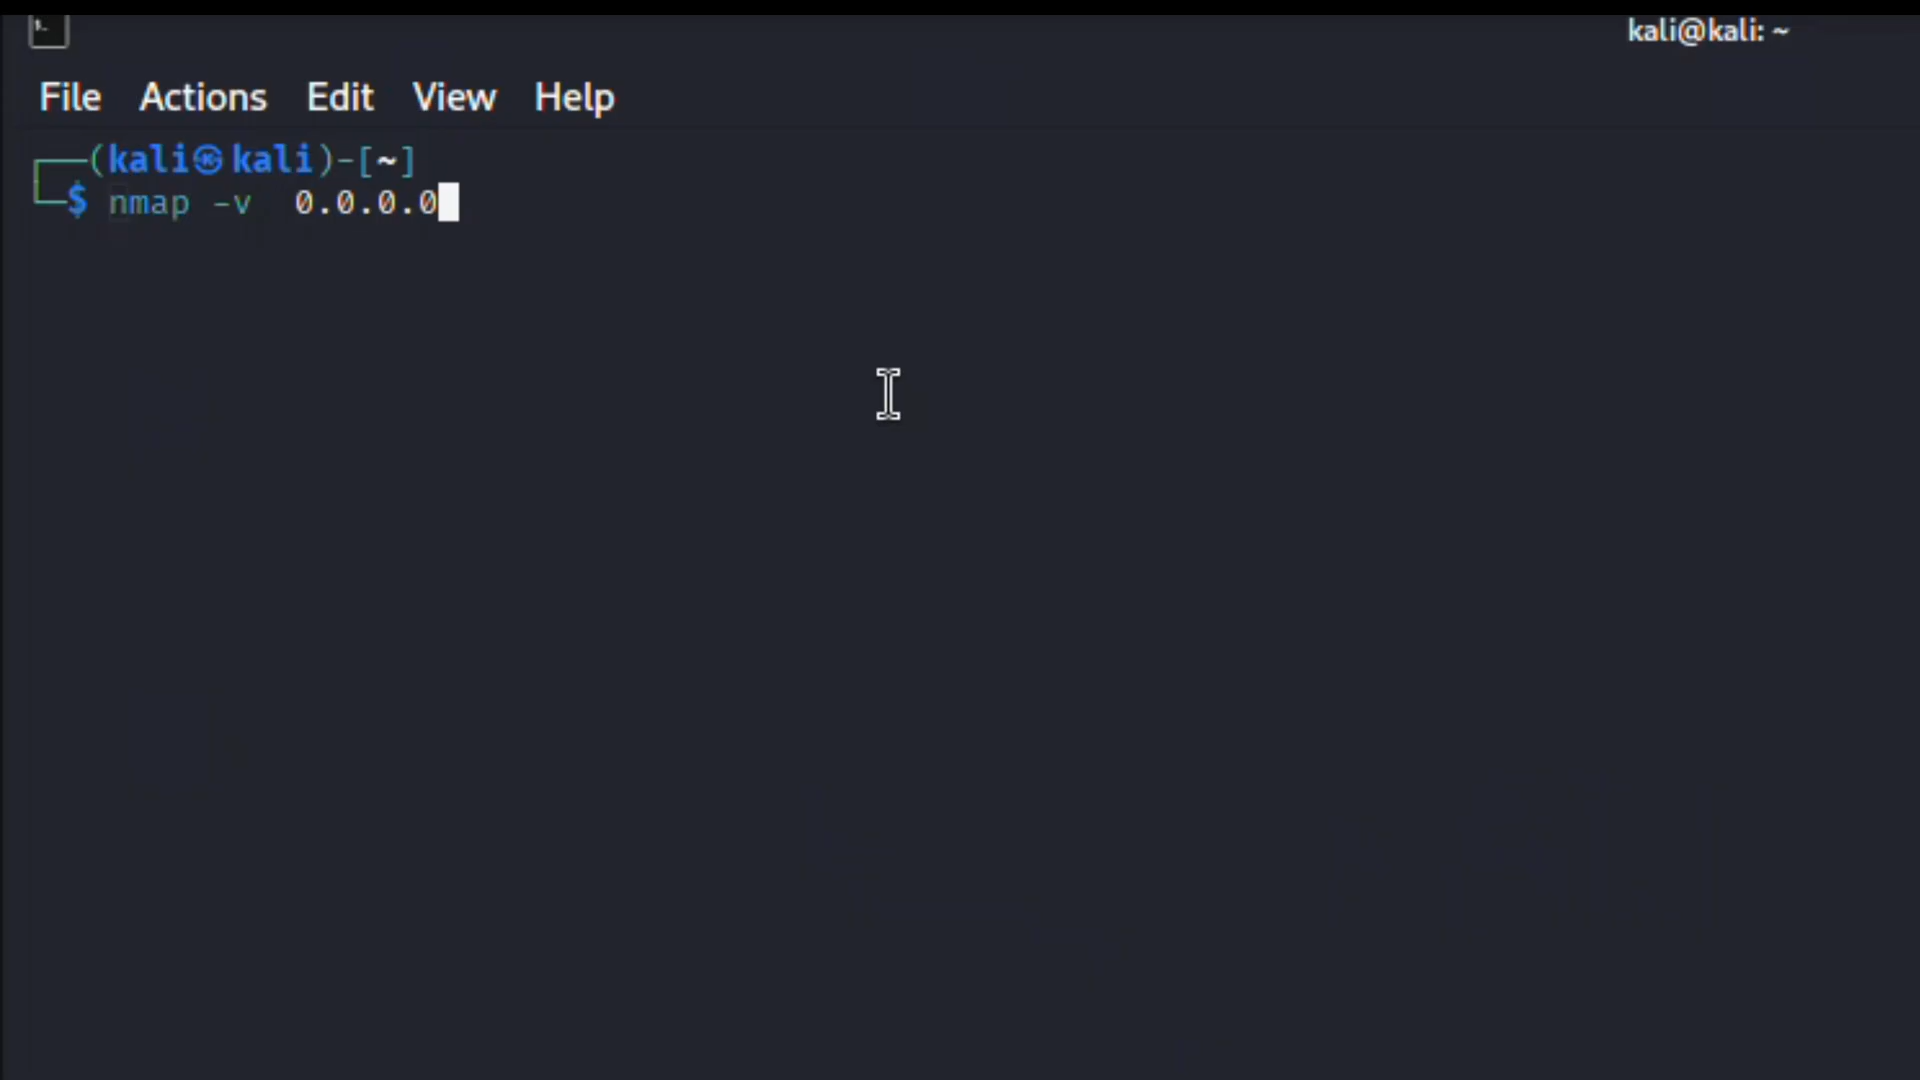 kali@kali: ~
File Actions Edit View Help
┌──(kali㉿kali)-[~]
└─$ nmap -v  0.0.0.0